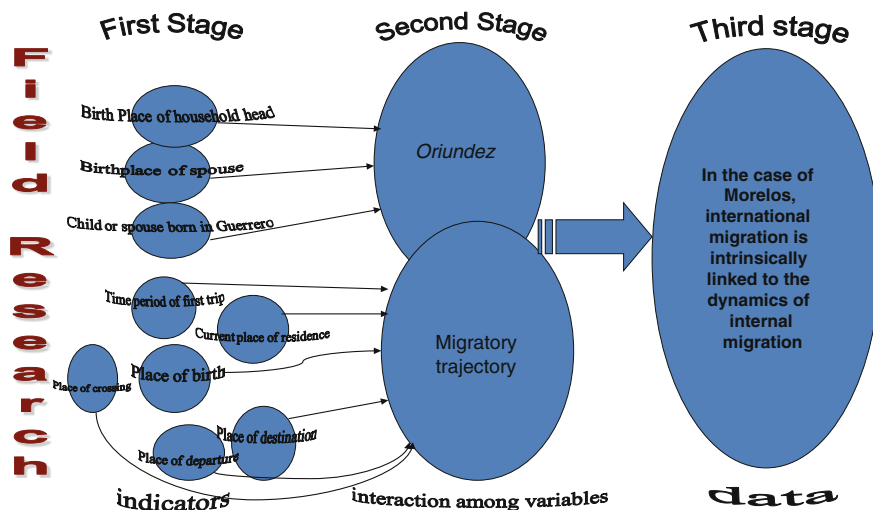 First Stage
Second Stage
Third stage
Field Research
Birth Place of household head
Birthplace of spouse
Child or spouse born in Guerrero
Oriundez
Time period of first trip
Current place of residence
Place of crossing
Place of birth
Place of destination
Place of departure
Migratory
trajectory
In the case of
Morelos,
international
migration is
intrinsically
linked to the
dynamics of
internal
migration
indicators
interaction among variables
data